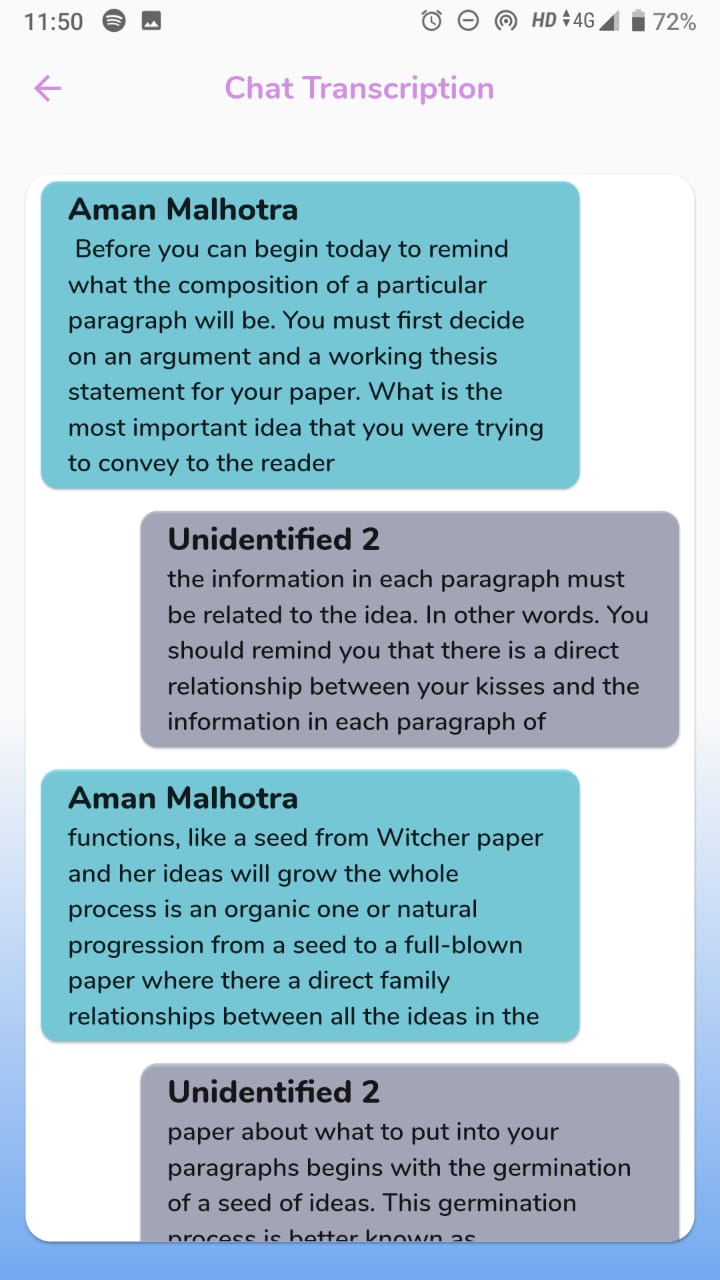 11:50 HD 4G 72%
Chat Transcription
Aman Malhotra
Before you can begin today to remind
what the composition of a particular
paragraph will be. You must first decide
on an argument and a working thesis
statement for your paper. What is the
most important idea that you were trying
to convey to the reader
Unidentified 2
the information in each paragraph must
be related to the idea. In other words. You
should remind you that there is a direct
relationship between your kisses and the
information in each paragraph of
Aman Malhotra
functions, like a seed from Witcher paper
and her ideas will grow the whole
process is an organic one or natural
progression from a seed to a full-blown
paper where there a direct family
relationships between all the ideas in the
Unidentified 2
paper about what to put into your
paragraphs begins with the germination
of a seed of ideas. This germination
process is better known as